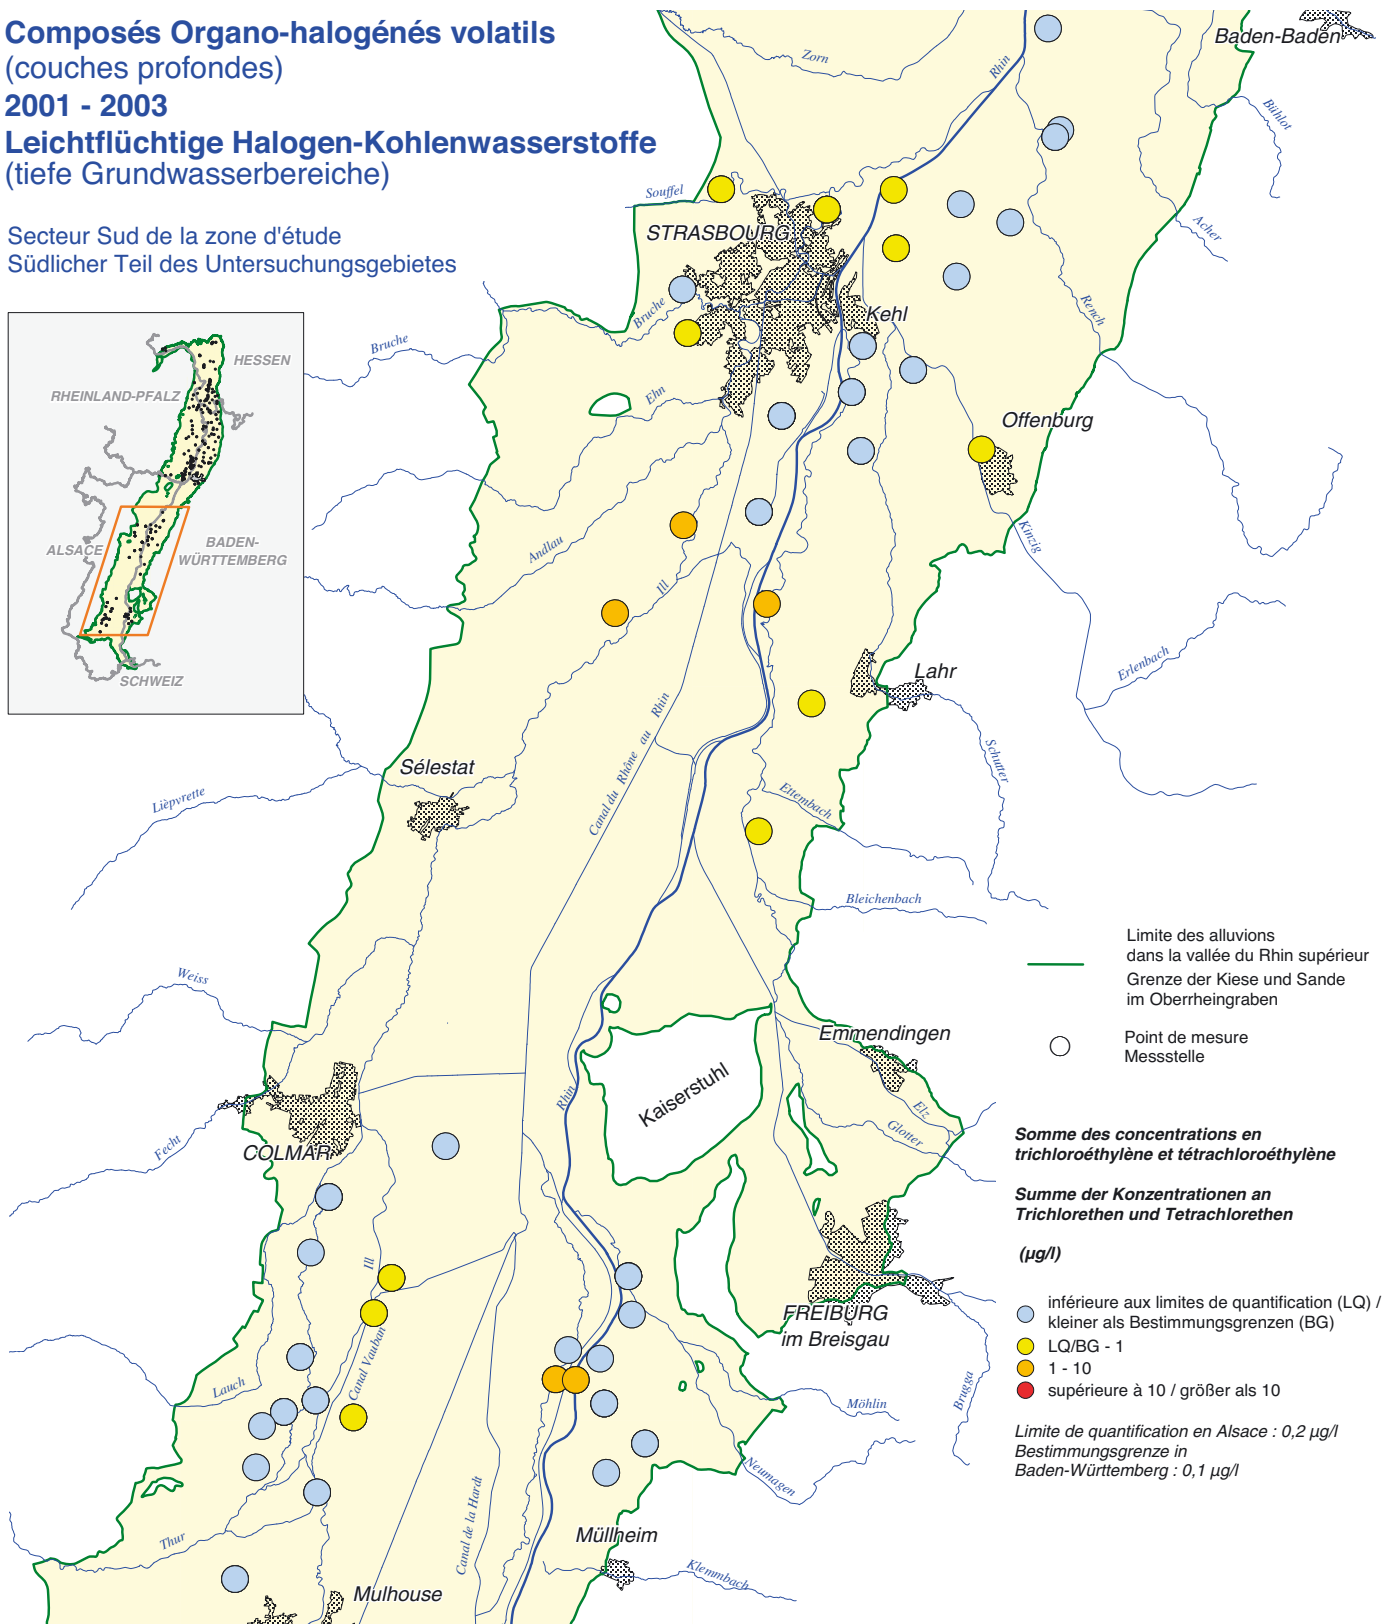 Composés Organo-halogénés volatils
(couches profondes)
2001 - 2003
Leichtflüchtige Halogen-Kohlenwasserstoffe
(tiefe Grundwasserbereiche)
Secteur Sud de la zone d'étude
Südlicher Teil des Untersuchungsgebietes
HESSEN
RHEINLAND-PFALZ
ALSACE
BADEN-
WÜRTTEMBERG
SCHWEIZ
Baden-Baden
Zorn
Rhin
Bühlot
Souffel
STRASBOURG
Acher
Rench
Kehl
Bruche
Bruche
Ehn
Offenburg
Kinzig
Andlau
Ill
Erlenbach
Lahr
Canal du Rhône au Rhin
Schutter
Sélestat
Lièpvrette
Ettembach
Bleichenbach
Weiss
Emmendingen
Kaiserstuhl
Rhin
Elz
Glotter
Fecht
COLMAR
Ill
FREIBURG
im Breisgau
Canal Vauban
Lauch
Möhlin
Brugga
Neumagen
Canal de la Hardt
Thur
Müllheim
Klemmbach
Mulhouse
Limite des alluvions
dans la vallée du Rhin supérieur
Grenze der Kiese und Sande
im Oberrheingraben
Point de mesure
Messstelle
Somme des concentrations en
trichloroéthylène et tétrachloroéthylène
Summe der Konzentrationen an
Trichlorethen und Tetrachlorethen
(µg/l)
inférieure aux limites de quantification (LQ) /
kleiner als Bestimmungsgrenzen (BG)
LQ/BG - 1
1 - 10
supérieure à 10 / größer als 10
Limite de quantification en Alsace : 0,2 µg/l
Bestimmungsgrenze in
Baden-Württemberg : 0,1 µg/l